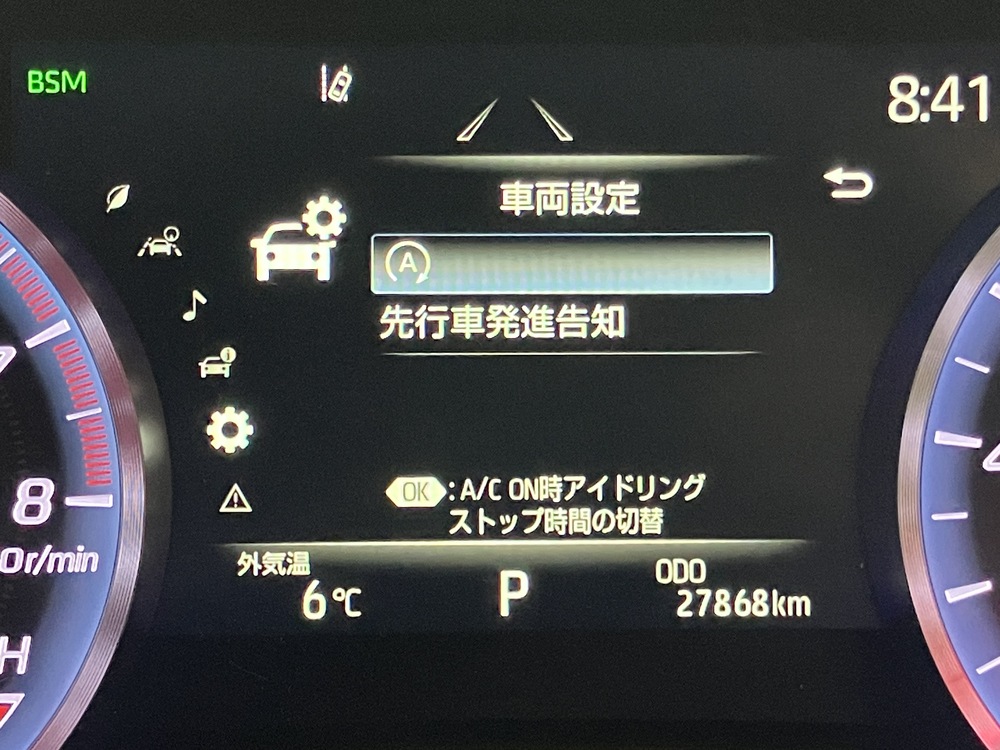 BSM
8:41
車両設定
A
先行車発進告知
OK : A/C ON時アイドリング
ストップ時間の切替
外気温
6℃
P
ODO
27868km
8
0r/min
H